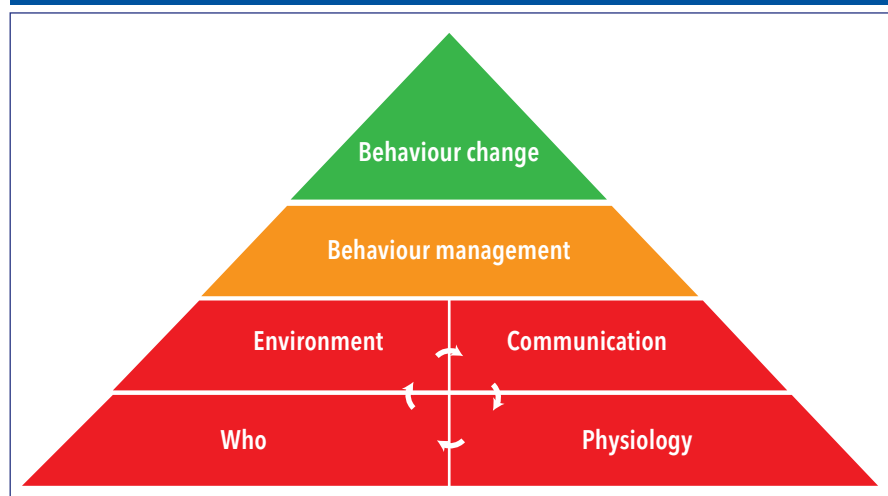 Behaviour change
Behaviour management
Environment
Communication
Who
Physiology